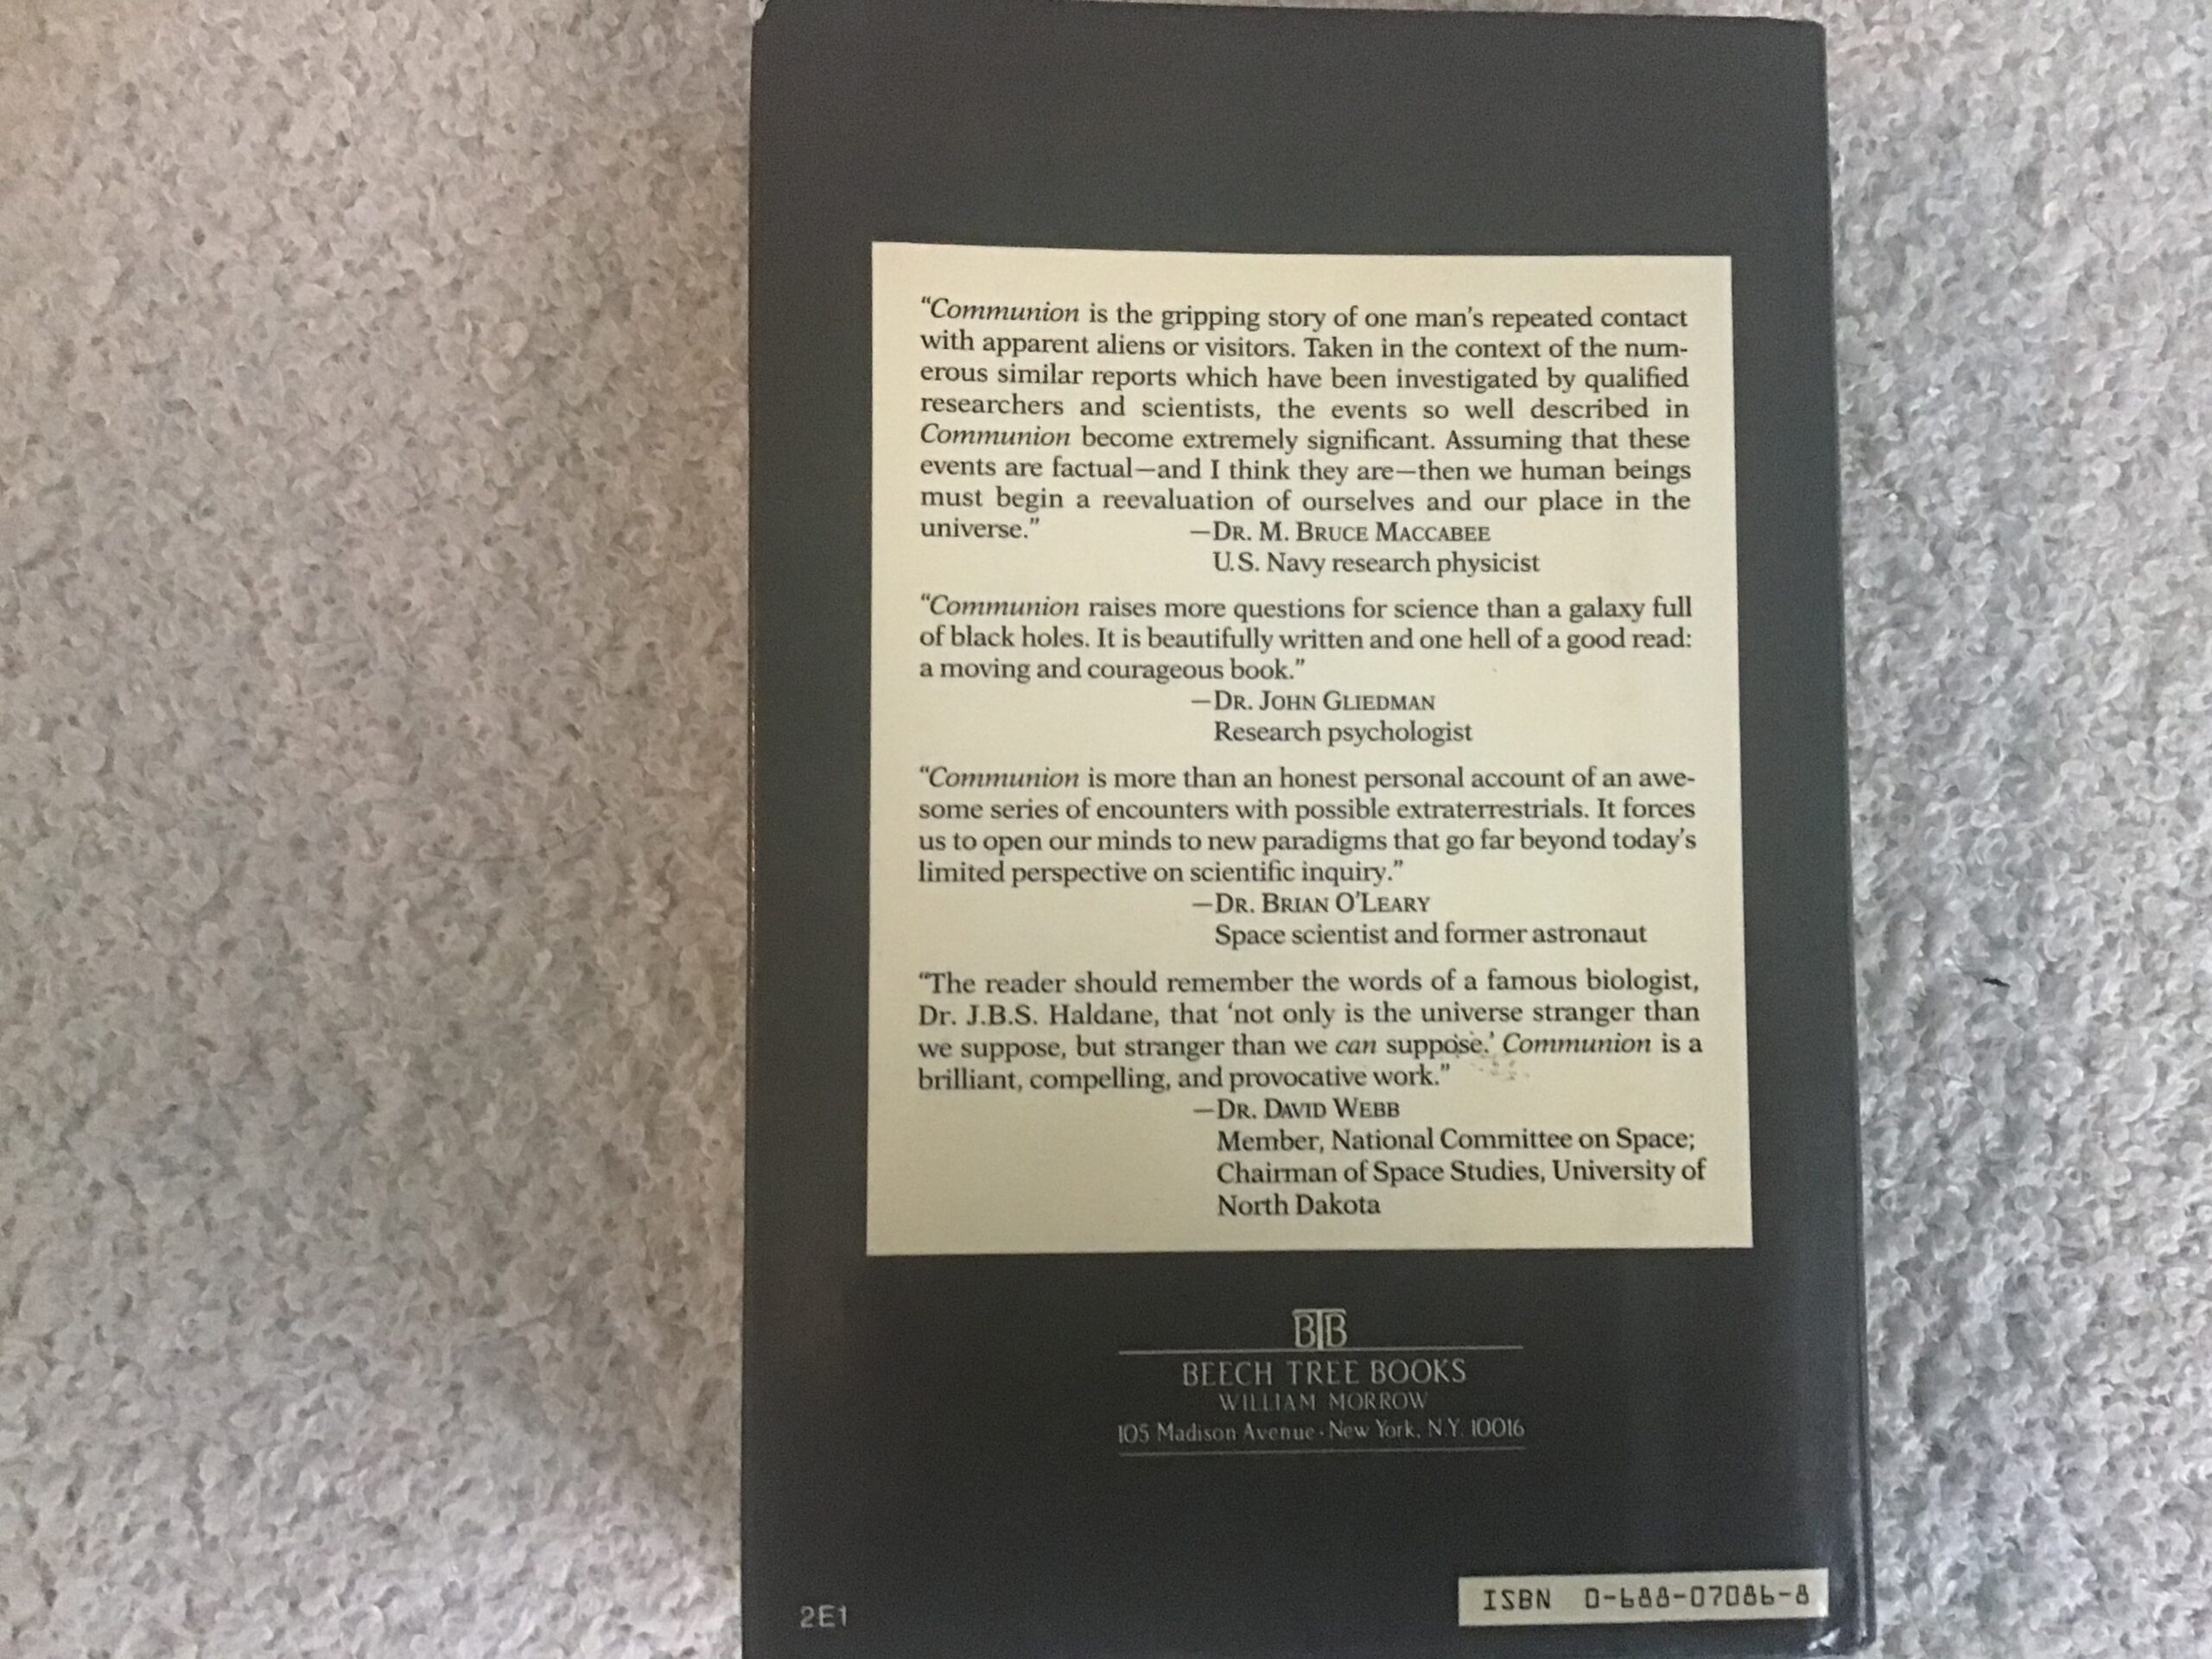 “Communion is the gripping story of one man’s repeated contact
with apparent aliens or visitors. Taken in the context of the num-
erous similar reports which have been investigated by qualified
researchers and scientists, the events so well described in
Communion become extremely significant. Assuming that these
events are factual—and I think they are—then we human beings
must begin a reevaluation of ourselves and our place in the
universe.” —DR. M. BRUCE MACCABEE
U.S. Navy research physicist
“Communion raises more questions for science than a galaxy full
of black holes. It is beautifully written and one hell of a good read:
a moving and courageous book.”
—DR. JOHN GLIEDMAN
Research psychologist
“Communion is more than an honest personal account of an awe-
some series of encounters with possible extraterrestrials. It forces
us to open our minds to new paradigms that go far beyond today’s
limited perspective on scientific inquiry.”
—DR. BRIAN O’LEARY
Space scientist and former astronaut
“The reader should remember the words of a famous biologist,
Dr. J.B.S. Haldane, that ‘not only is the universe stranger than
we suppose, but stranger than we can suppose.’ Communion is a
brilliant, compelling, and provocative work.”
—DR. DAVID WEBB
Member, National Committee on Space;
Chairman of Space Studies, University of
North Dakota
BTB
BEECH TREE BOOKS
WILLIAM MORROW
105 Madison Avenue · New York, N.Y. 10016
ISBN 0-688-07086-8
2E1